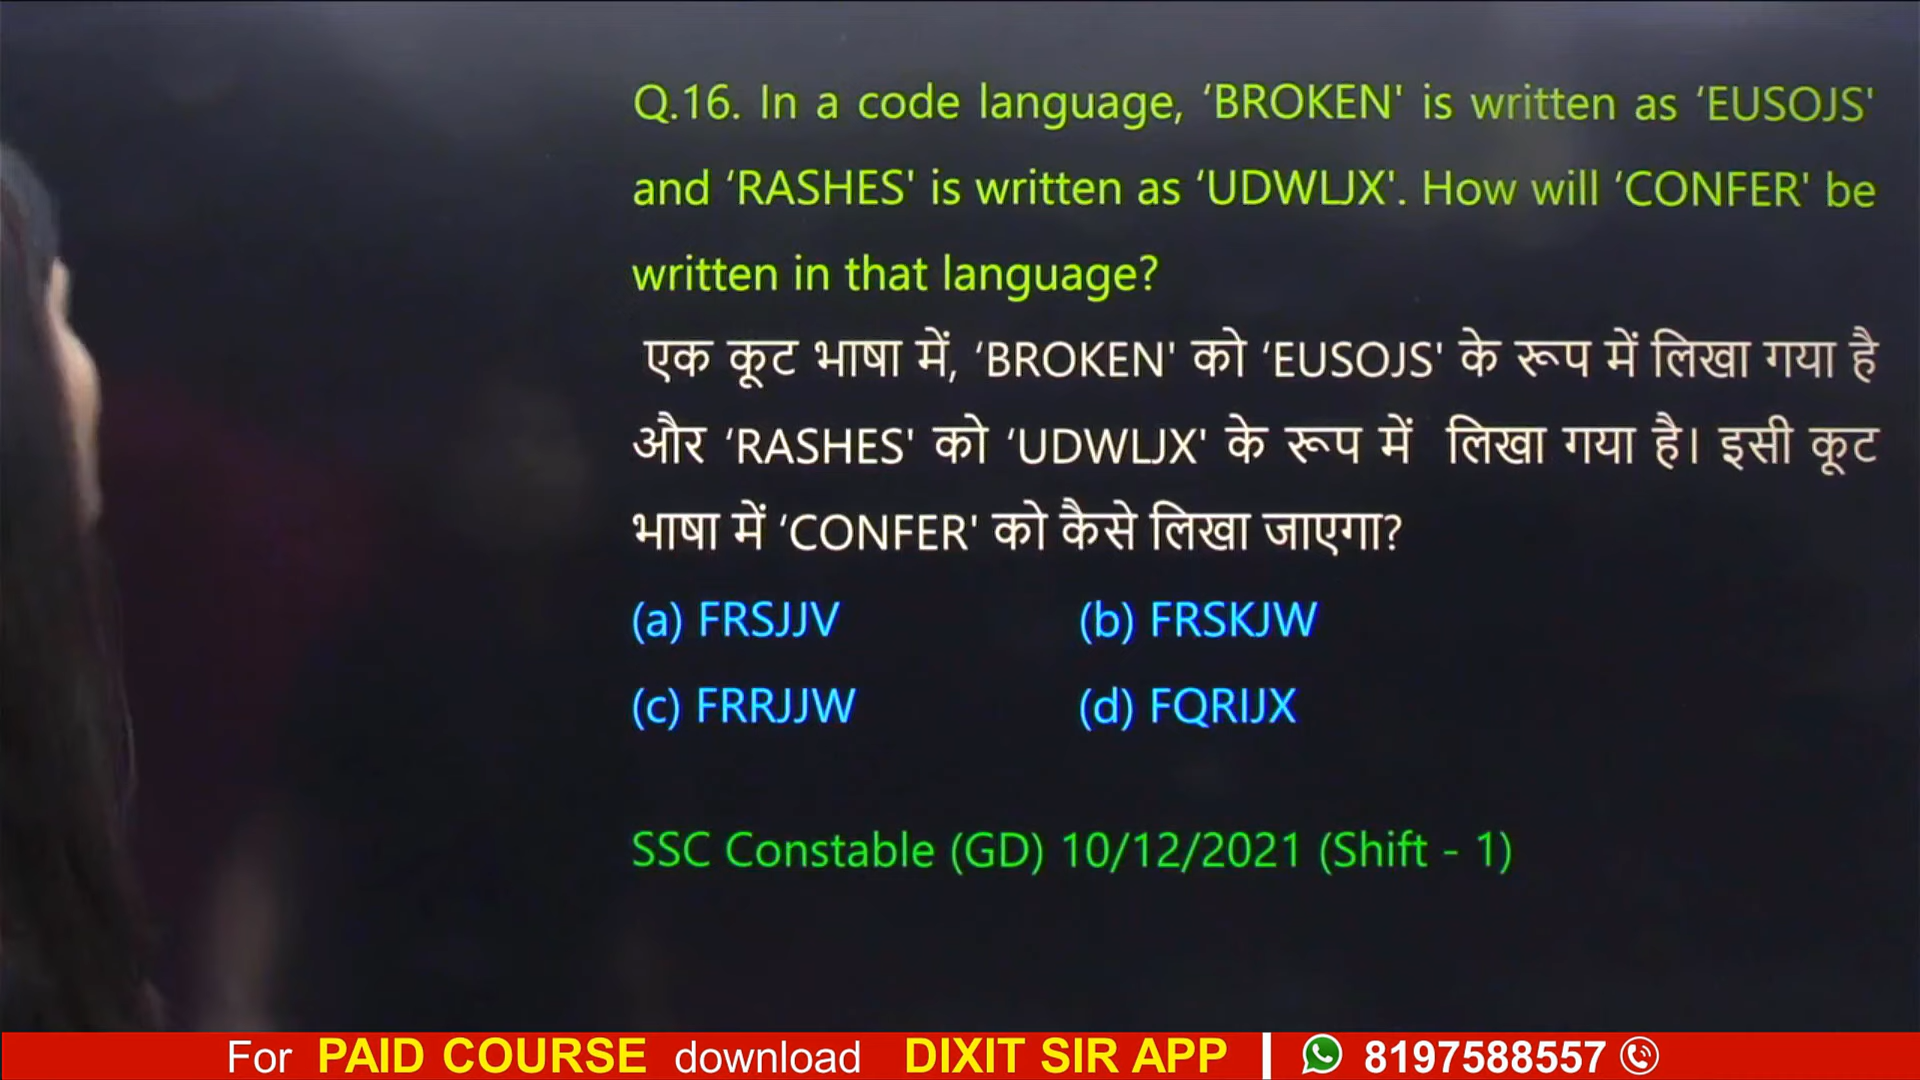 Q.16. In a code language, ‘BROKEN' is written as ‘EUSOJS'
and ‘RASHES' is written as ‘UDWLJX'. How will ‘CONFER' be
written in that language?
एक कूट भाषा में, ‘BROKEN' को ‘EUSOJS' के रूप में लिखा गया है
और ‘RASHES' को ‘UDWLJX' के रूप में लिखा गया है। इसी कूट
भाषा में ‘CONFER' को कैसे लिखा जाएगा?
(a) FRSJJV (b) FRSKJW
(c) FRRJJW (d) FQRIJX
SSC Constable (GD) 10/12/2021 (Shift - 1)
For PAID COURSE download DIXIT SIR APP | 8197588557